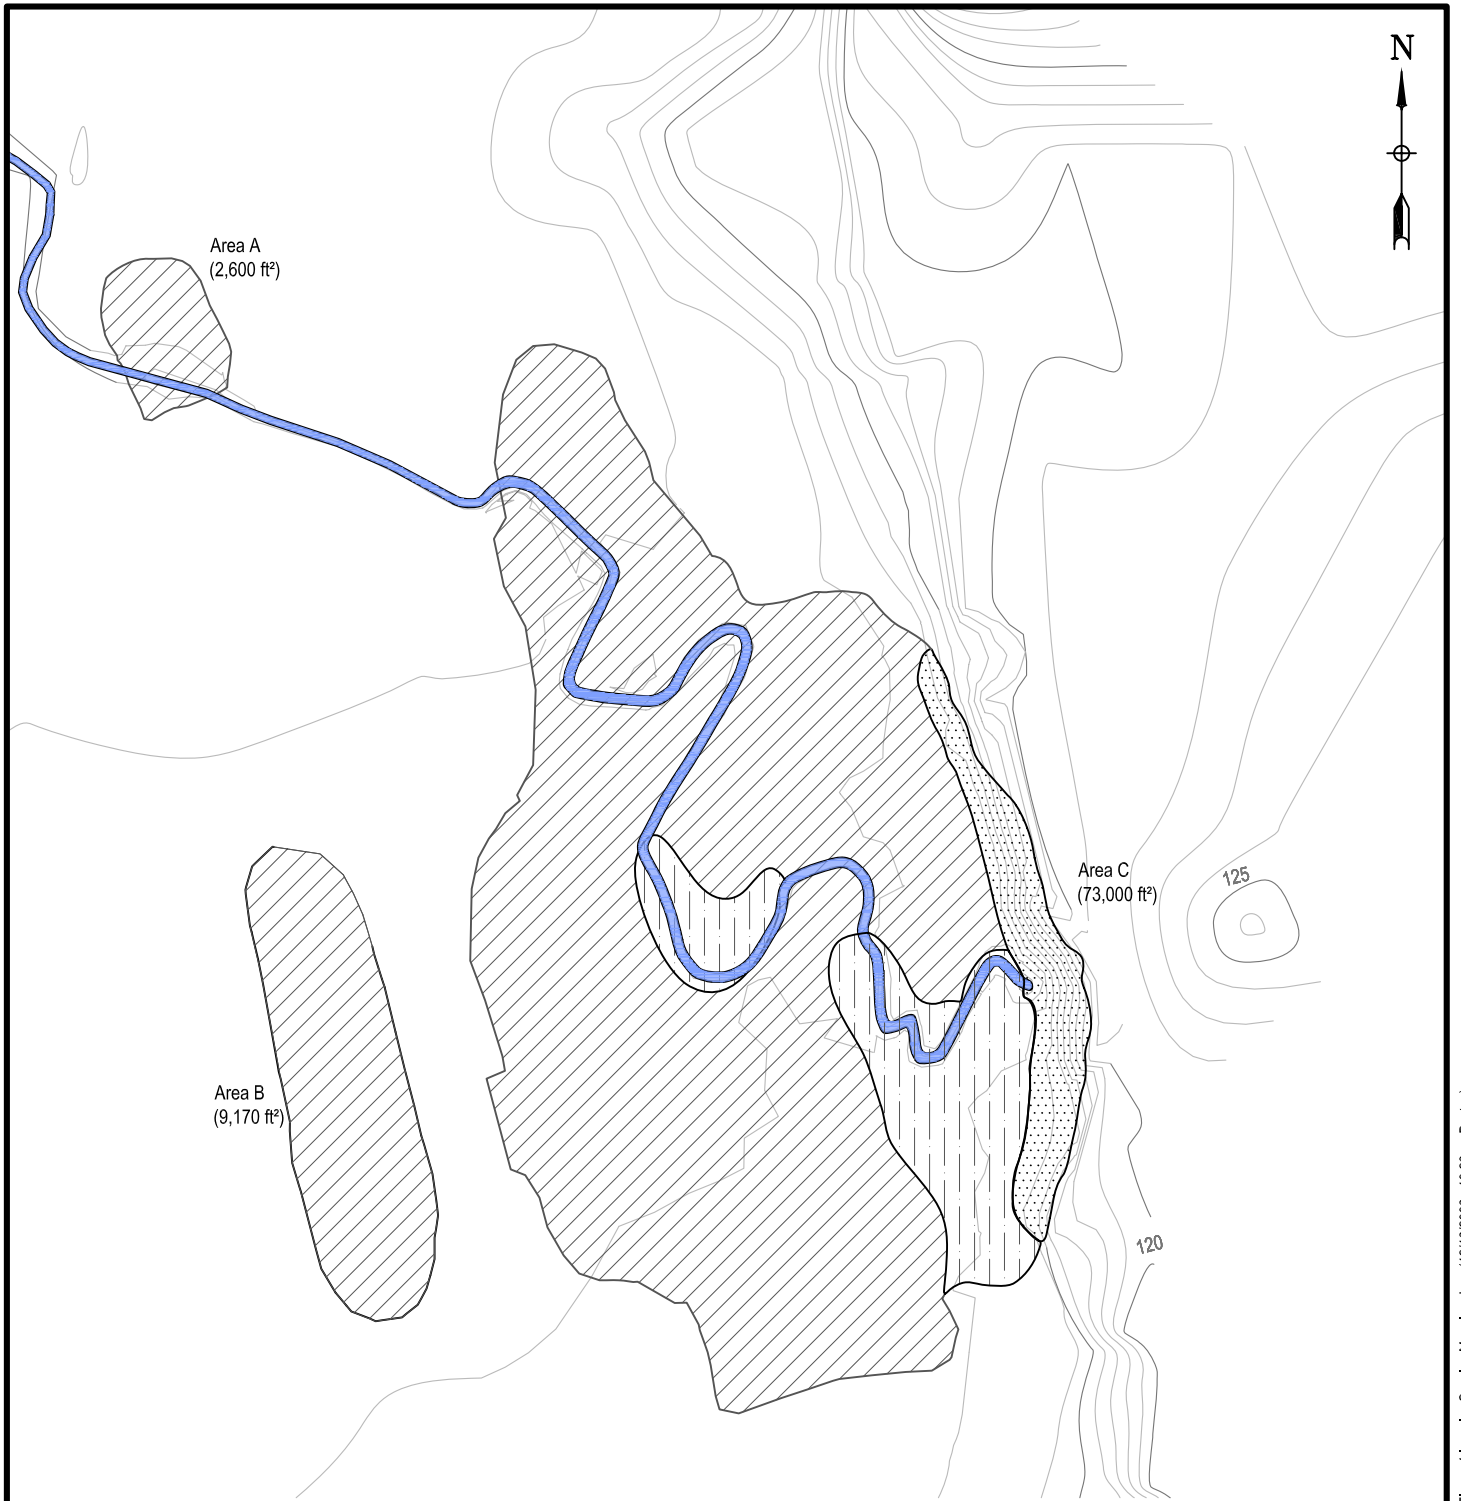 N
Area A
(2,600 ft²)
Area C
(73,000 ft²)
125
Area B
(9,170 ft²)
120